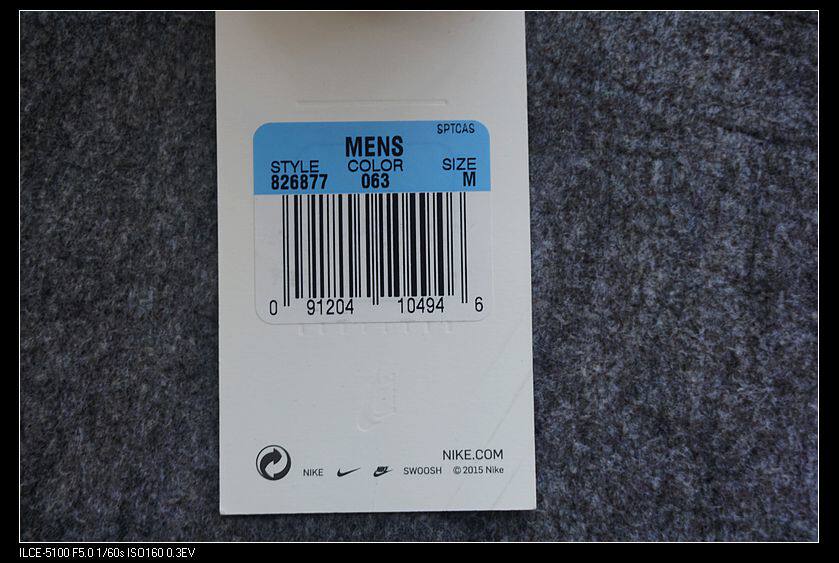 SPTCAS
MENS
STYLE COLOR SIZE
826877 063 M
0 91204 10494 6
NIKE.COM
NIKE SWOOSH © 2015 Nike
ILCE-5100 F5.0 1/60s ISO160 0.3EV